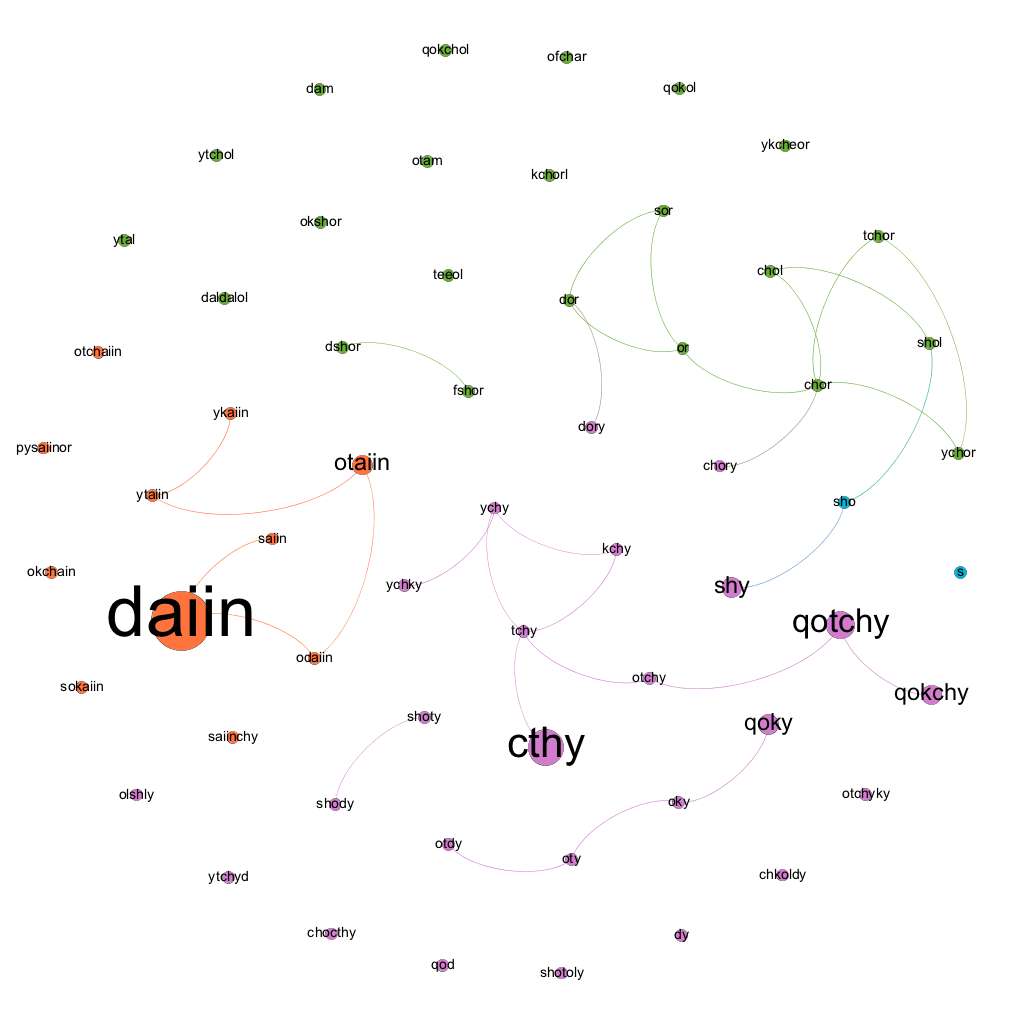 qokchol
ofchar
dam
qokol
ykcheor
ytchol
otam
kchorl
sor
okshor
tchor
ytal
chol
teeol
daldalol
dor
shol
dshor
or
otchaiin
chor
fshor
ykaiin
dory
pysaiinor
ychor
otaiin
chory
ytaiin
sho
ychy
saiin
kchy
okchain
s
ychky
shy
daiin
qotchy
tchy
odaiin
otchy
sokaiin
qokchy
shoty
qoky
saiinchy
cthy
olshly
otchyky
shody
oky
otdy
oty
ytchyd
chkoldy
chocthy
dy
qod
shotoly